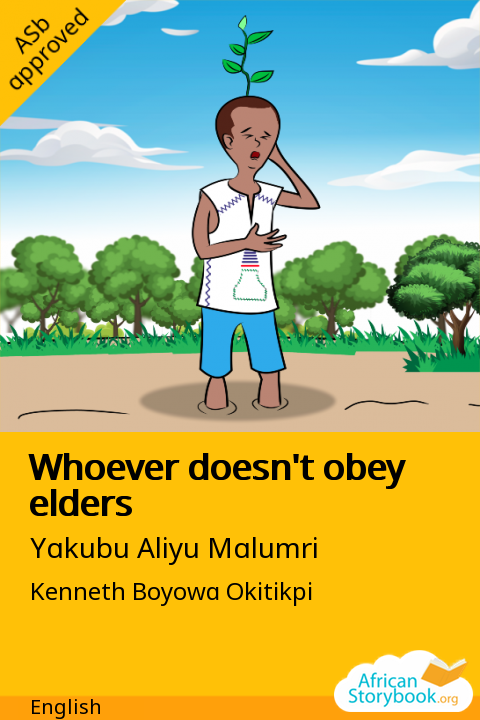 ASb
approved
Whoever doesn't obey
elders
Yakubu Aliyu Malumri
Kenneth Boyowa Okitikpi
African
Storybook.org
English